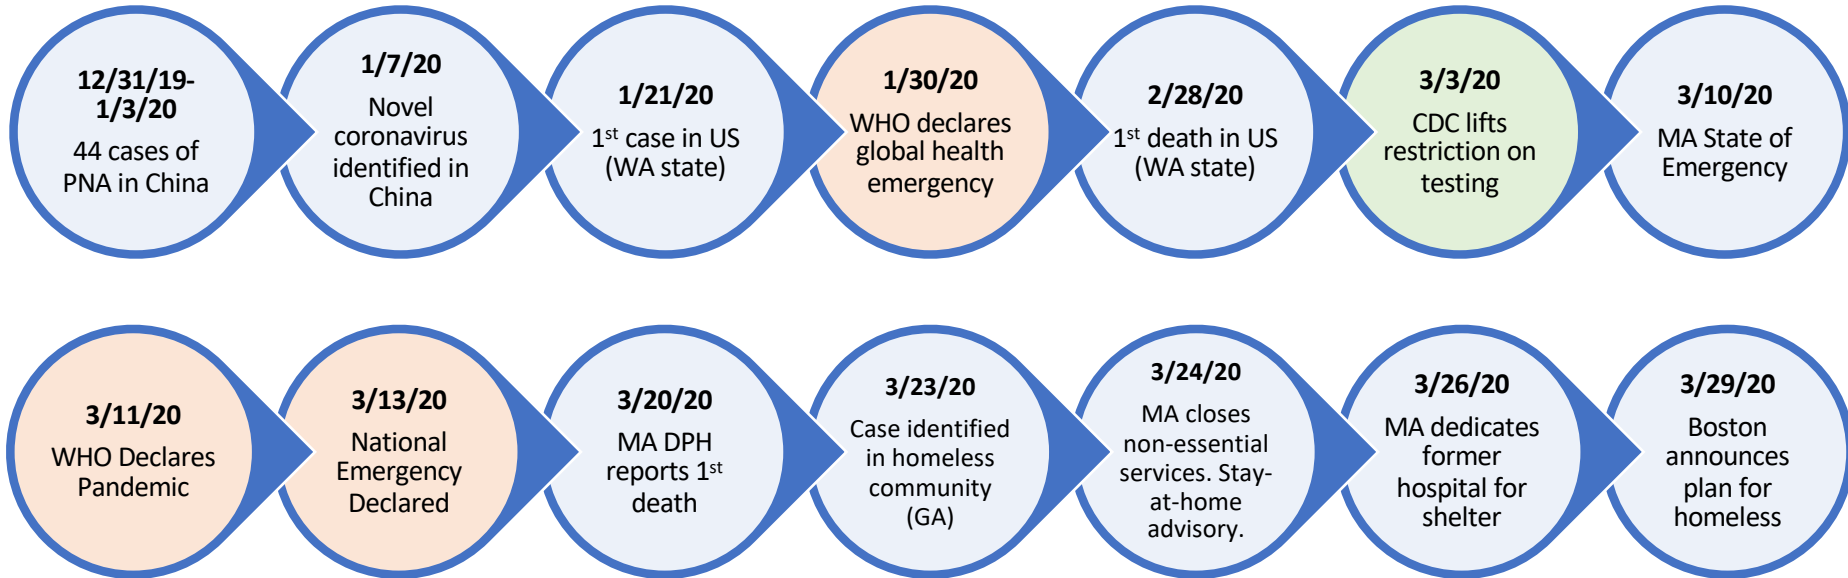 12/31/19-
1/3/20
44 cases of
PNA in China
1/7/20
Novel
coronavirus
identified in
China
1/21/20
1st case in US
(WA state)
1/30/20
WHO declares
global health
emergency
2/28/20
1st death in US
(WA state)
3/3/20
CDC lifts
restriction on
testing
3/10/20
MA State of
Emergency
3/11/20
WHO Declares
Pandemic
3/13/20
National
Emergency
Declared
3/20/20
MA DPH
reports 1st
death
3/23/20
Case identified
in homeless
community
(GA)
3/24/20
MA closes
non-essential
services. Stay-
at-home
advisory.
3/26/20
MA dedicates
former
hospital for
shelter
3/29/20
Boston
announces
plan for
homeless